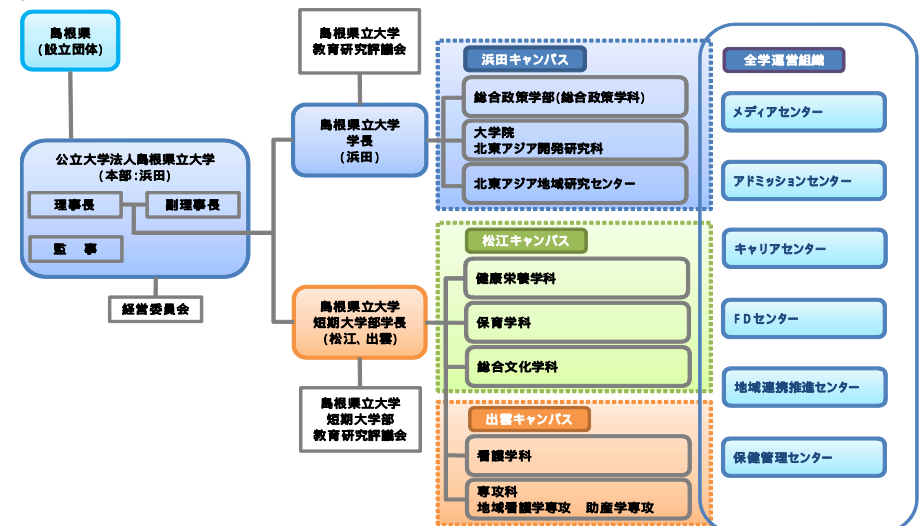 島根県
(設立団体)
公立大学法人島根県立大学
(本部:浜田)
理事長
副理事長
監　事
経営委員会
島根県立大学
教育研究評議会
島根県立大学
学長
(浜田)
島根県立大学
短期大学部学長
(松江、出雲)
島根県立大学
短期大学部
教育研究評議会
浜田キャンパス
総合政策学部(総合政策学科)
大学院
北東アジア開発研究科
北東アジア地域研究センター
松江キャンパス
健康栄養学科
保育学科
総合文化学科
出雲キャンパス
看護学科
専攻科
地域看護学専攻　助産学専攻
全学運営組織
メディアセンター
アドミッションセンター
キャリアセンター
FDセンター
地域連携推進センター
保健管理センター